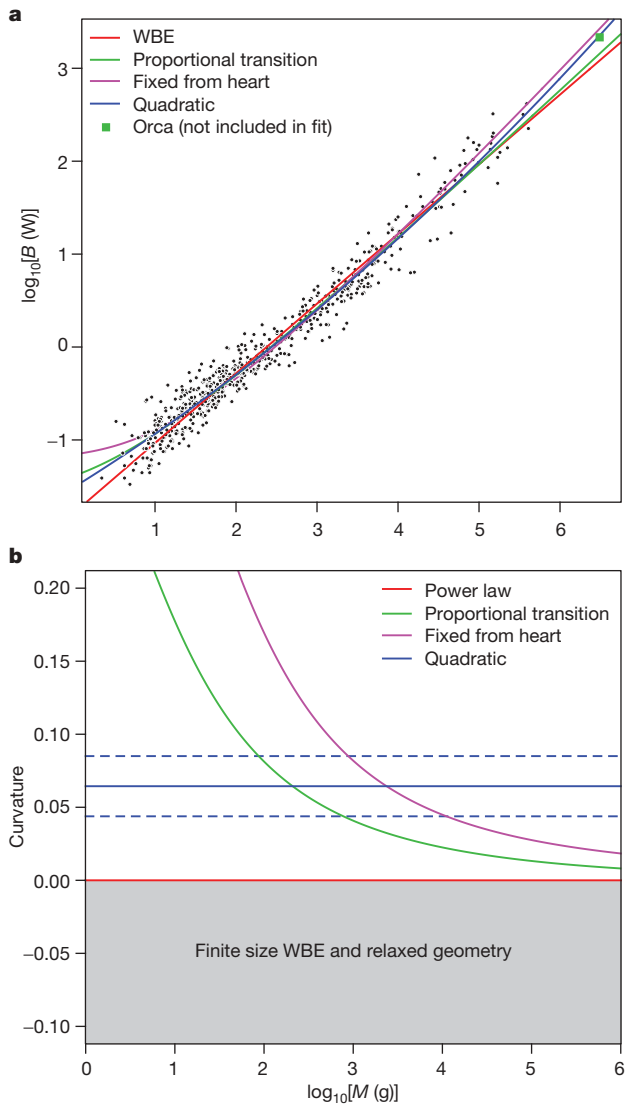 a
WBE
Proportional transition
Fixed from heart
Quadratic
Orca (not included in fit)
3
2
1
0
−1
log10[B (W)]
1 2 3 4 5 6
b
Power law
Proportional transition
Fixed from heart
Quadratic
0.20
0.15
0.10
0.05
0.00
−0.05
−0.10
Curvature
Finite size WBE and relaxed geometry
0 1 2 3 4 5 6
log10[M (g)]